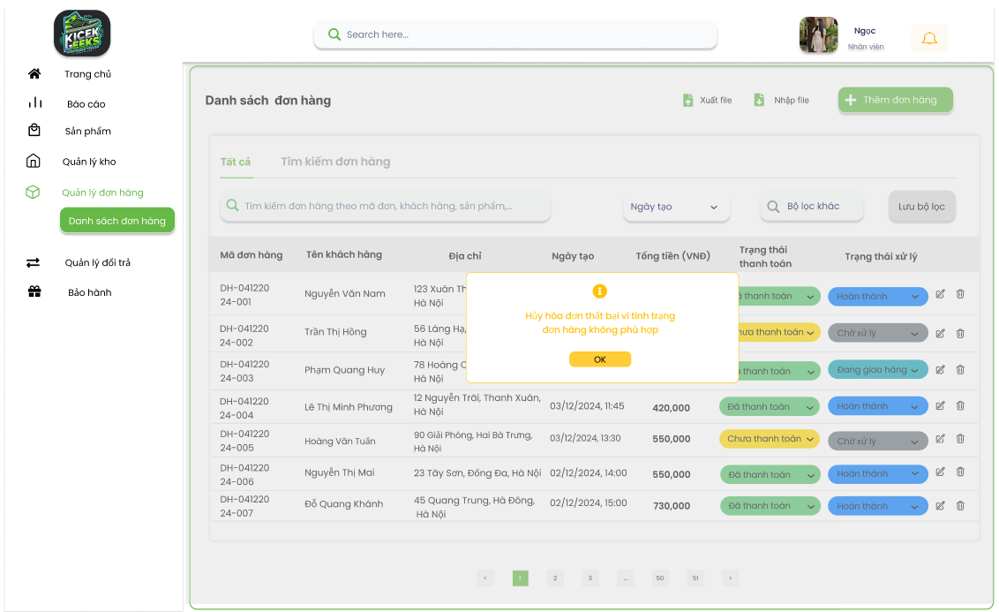 KICEK
GEEKS
Search here...
Ngọc
Nhân viên
Trang chủ
Báo cáo
Sản phẩm
Quản lý kho
Quản lý đơn hàng
Danh sách đơn hàng
Quản lý đổi trả
Bảo hành
Danh sách đơn hàng
Xuất file
Nhập file
Thêm đơn hàng
Tất cả
Tìm kiếm đơn hàng
Tìm kiếm đơn hàng theo mã đơn, khách hàng, sản phẩm,...
Ngày tạo
Bộ lọc khác
Lưu bộ lọc
Mã đơn hàng
Tên khách hàng
Địa chỉ
Ngày tạo
Tổng tiền (VNĐ)
Trạng thái
thanh toán
Trạng thái xử lý
DH-041220
24-001
Nguyễn Văn Nam
123 Xuân Th
Hà Nội
ã thanh toán
Hoàn thành
DH-041220
24-002
Trần Thị Hồng
56 Láng Hạ,
Hà Nội
hưa thanh toán
Chờ xử lý
DH-041220
24-003
Phạm Quang Huy
78 Hoàng C
Hà Nội
thanh toán
Đang giao hàng
Hủy hóa đơn thất bại vì tình trạng
đơn hàng không phù hợp
OK
DH-041220
24-004
Lê Thị Minh Phương
12 Nguyễn Trãi, Thanh Xuân,
Hà Nội
03/12/2024, 11:45
420,000
Đã thanh toán
Hoàn thành
DH-041220
24-005
Hoàng Văn Tuấn
90 Giải Phóng, Hai Bà Trưng,
Hà Nội
03/12/2024, 13:30
550,000
Chưa thanh toán
Chờ xử lý
DH-041220
24-006
Nguyễn Thị Mai
23 Tây Sơn, Đống Đa, Hà Nội
02/12/2024, 14:00
550,000
Đã thanh toán
Hoàn thành
DH-041220
24-007
Đỗ Quang Khánh
45 Quang Trung, Hà Đông,
Hà Nội
02/12/2024, 15:00
730,000
Đã thanh toán
Hoàn thành
< 1 2 3 ... 50 51 >